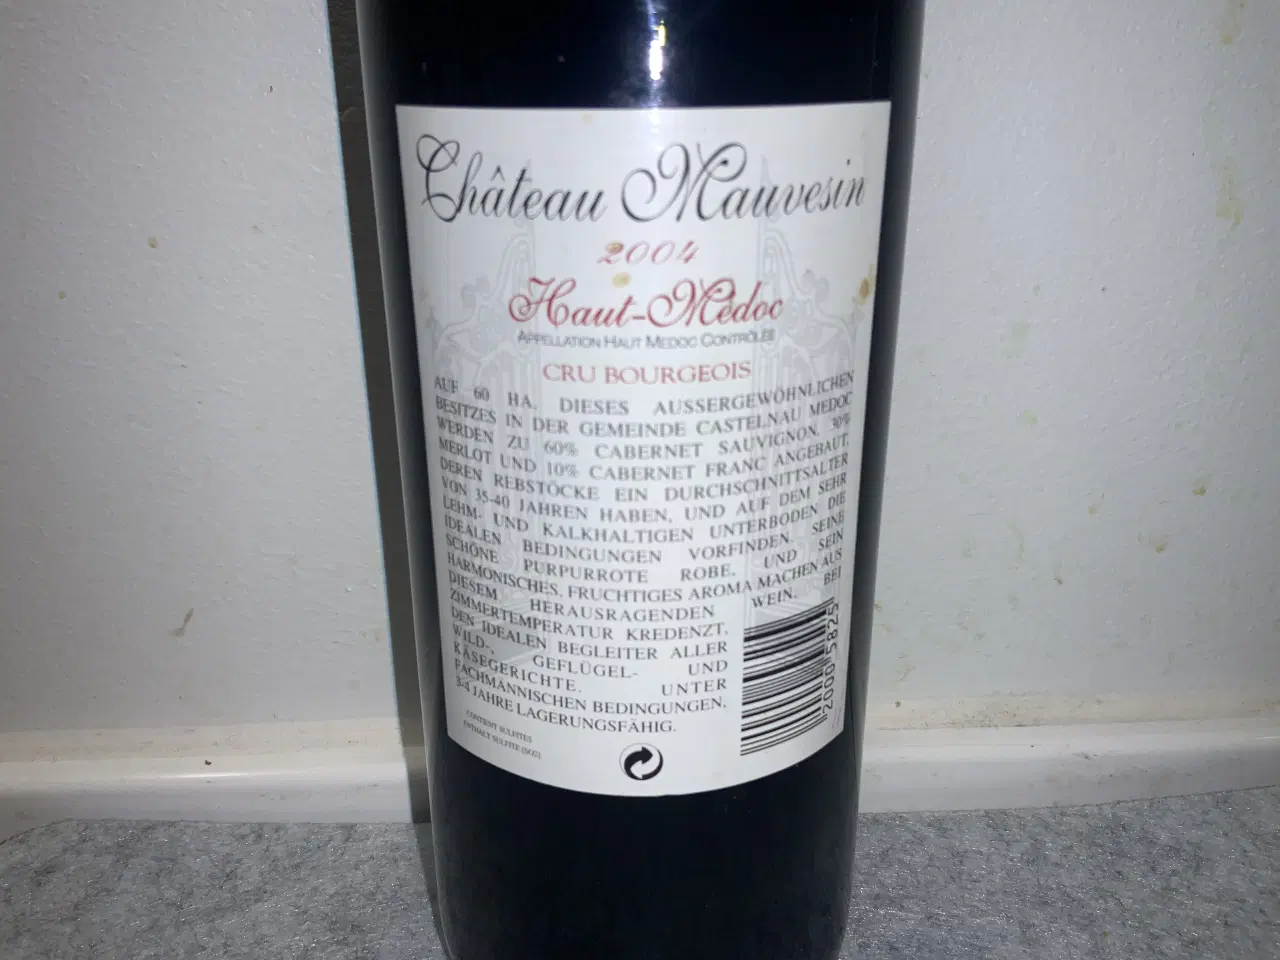 Château Mauvesin
2004
Haut-Médoc
APPELLATION HAUT MEDOC CONTRÔLÉE
CRU BOURGEOIS
AUF 60 HA. DIESES AUSSERGEWÖHNLICHEN
BESITZES IN DER GEMEINDE CASTELNAU MEDOC
WERDEN ZU 60% CABERNET SAUVIGNON, 30%
MERLOT UND 10% CABERNET FRANC ANGEBAUT,
DEREN REBSTÖCKE EIN DURCHSCHNITTSALTER
VON 35-40 JAHREN HABEN, UND AUF DEM SEHR
LEHM- UND KALKHALTIGEN UNTERBODEN DIE
IDEALEN BEDINGUNGEN VORFINDEN. SEINE
SCHÖNE PURPURROTE ROBE, UND SEIN
HARMONISCHES, FRUCHTIGES AROMA MACHEN AUS
DIESEM HERAUSRAGENDEN WEIN. BEI
ZIMMERTEMPERATUR KREDENZT,
DEN IDEALEN BEGLEITER ALLER
WILD-, GEFLÜGEL- UND
KÄSEGERICHTE. UNTER
FACHMÄNNISCHEN BEDINGUNGEN,
3-4 JAHRE LAGERUNGSFÄHIG.
CONTIENT SULFITES
ENTHÄLT SULFITE (SO2)
2000 5825